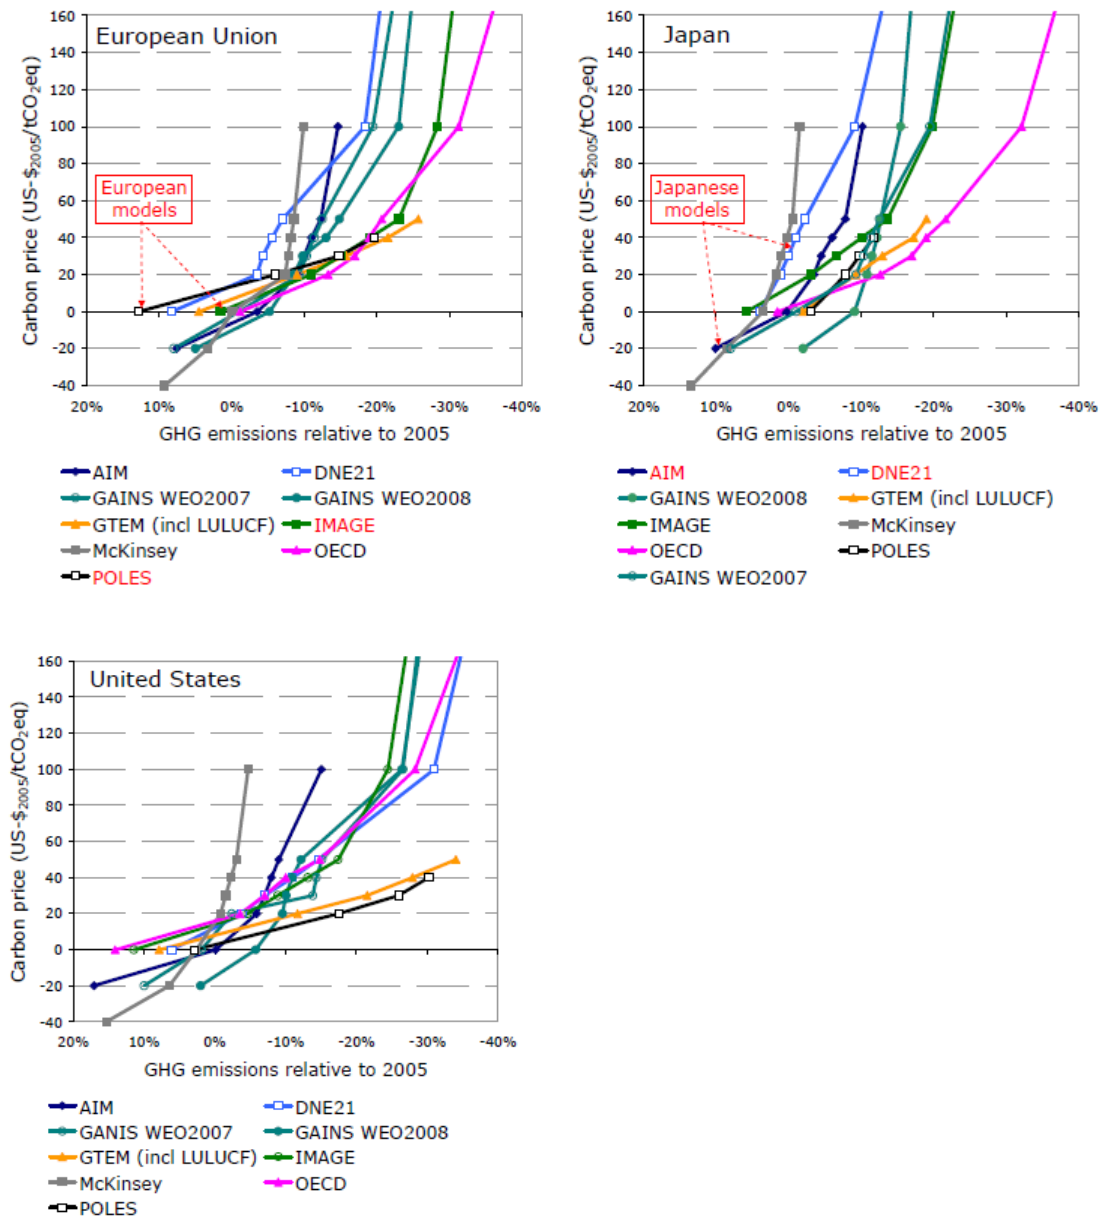 European Union
160
140
120
100
80
60
40
20
0
-20
-40
20% 10% 0% -10% -20% -30% -40%
Carbon price (US-$2005/tCO2eq)
GHG emissions relative to 2005
European
models
AIM DNE21
GAINS WEO2007 GAINS WEO2008
GTEM (incl LULUCF) IMAGE
McKinsey OECD
POLES
Japan
160
140
120
100
80
60
40
20
0
-20
-40
20% 10% 0% -10% -20% -30% -40%
Carbon price (US-$2005/tCO2eq)
GHG emissions relative to 2005
Japanese
models
AIM DNE21
GAINS WEO2008 GTEM (incl LULUCF)
IMAGE McKinsey
OECD POLES
GAINS WEO2007
United States
160
140
120
100
80
60
40
20
0
-20
-40
20% 10% 0% -10% -20% -30% -40%
Carbon price (US-$2005/tCO2eq)
GHG emissions relative to 2005
AIM DNE21
GANIS WEO2007 GAINS WEO2008
GTEM (incl LULUCF) IMAGE
McKinsey OECD
POLES